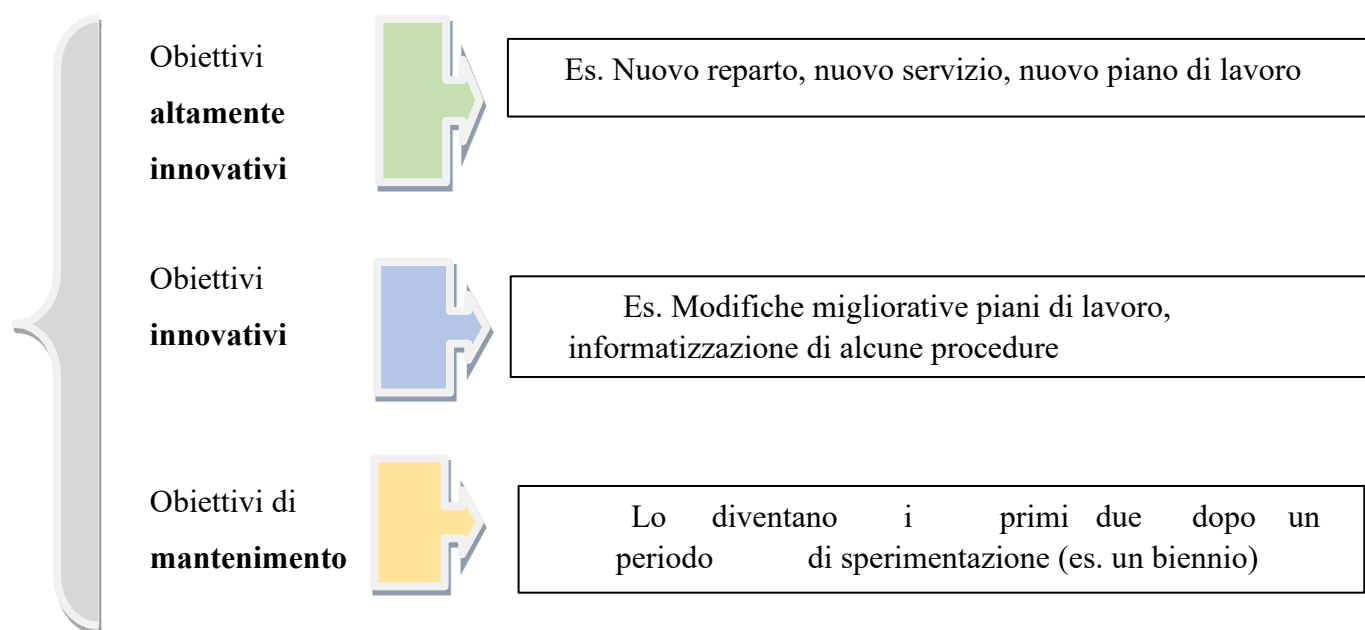 Obiettivi
altamente
innovativi
Es. Nuovo reparto, nuovo servizio, nuovo piano di lavoro
Obiettivi
innovativi
Es. Modifiche migliorative piani di lavoro,
informatizzazione di alcune procedure
Obiettivi di
mantenimento
Lo diventano i primi due dopo un
periodo di sperimentazione (es. un biennio)